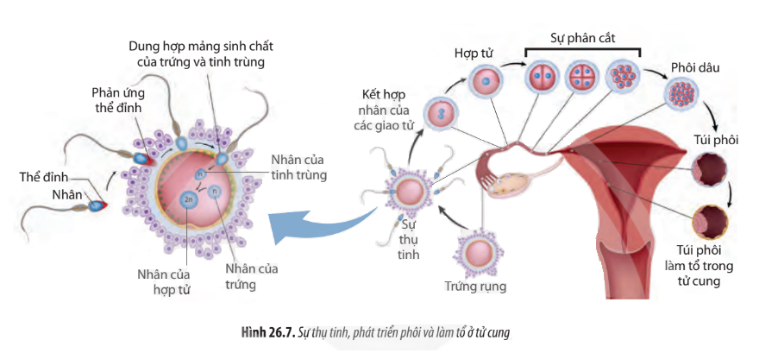 Dung hợp màng sinh chất
của trứng và tinh trùng
Phản ứng
thể đỉnh
Thể đỉnh
Nhân
n
n
2n
Nhân của
tinh trùng
Nhân của
hợp tử
Nhân của
trứng
Sự phân cắt
Hợp tử
Phôi dâu
Kết hợp
nhân của
các giao tử
Túi phôi
Sự
thụ
tinh
Túi phôi
làm tổ trong
tử cung
Trứng rụng
Hình 26.7. Sự thụ tinh, phát triển phôi và làm tổ ở tử cung